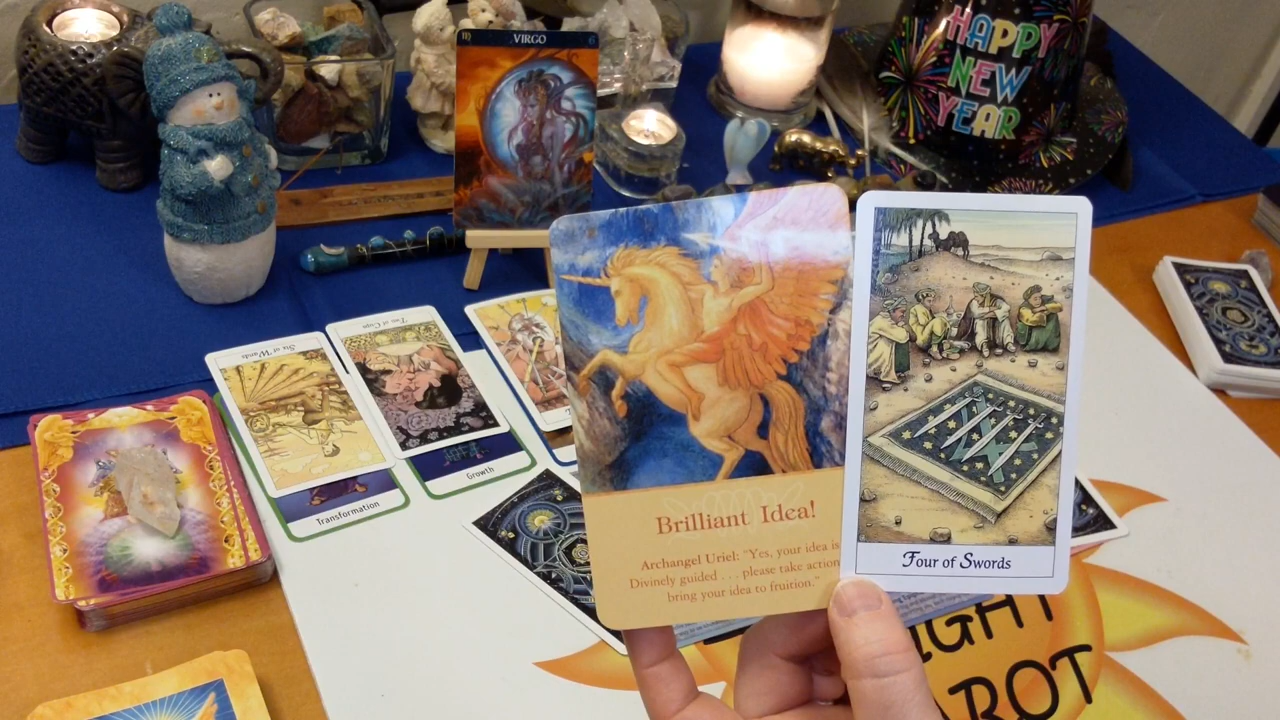 VIRGO
HAPPY
NEW
YEAR
Six of Wands
Two of Cups
Transformation
Growth
Brilliant Idea!
Archangel Uriel: "Yes, your idea is
Divinely guided . . . please take action
bring your idea to fruition."
Four of Swords
IGHT
AROT